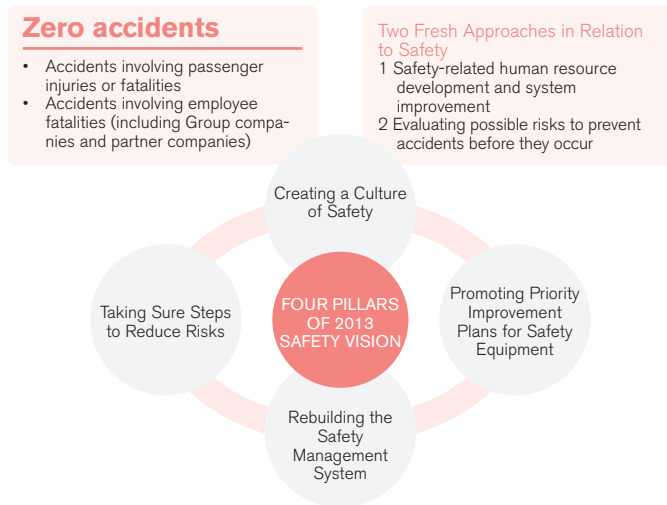 Zero accidents
• Accidents involving passenger
injuries or fatalities
• Accidents involving employee
fatalities (including Group compa-
nies and partner companies)
Two Fresh Approaches in Relation
to Safety
1 Safety-related human resource
development and system
improvement
2 Evaluating possible risks to prevent
accidents before they occur
Creating a Culture
of Safety
Taking Sure Steps
to Reduce Risks
FOUR PILLARS
OF 2013
SAFETY VISION
Promoting Priority
Improvement
Plans for Safety
Equipment
Rebuilding the
Safety
Management
System